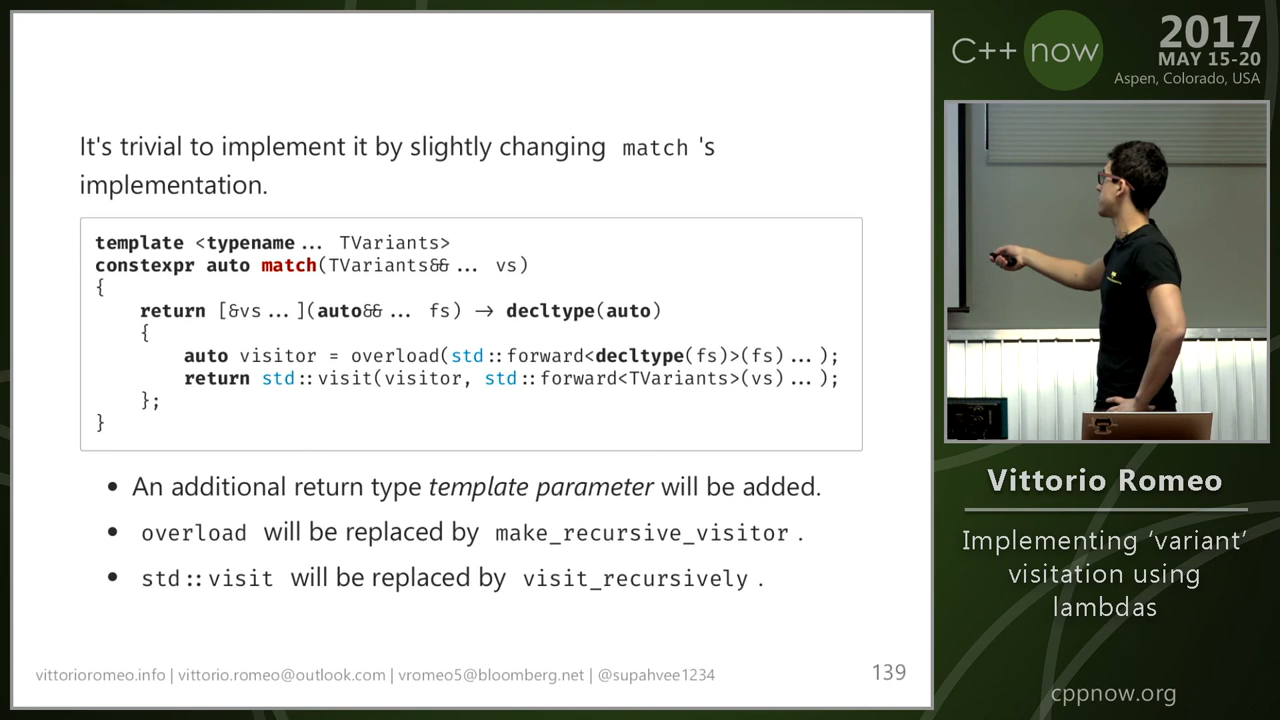 It's trivial to implement it by slightly changing match 's
implementation.
template <typename... TVariants>
constexpr auto match(TVariants&&... vs)
{
return [&vs...](auto&&... fs) -> decltype(auto)
{
auto visitor = overload(std::forward<decltype(fs)>(fs)...);
return std::visit(visitor, std::forward<TVariants>(vs)...);
};
}
• An additional return type template parameter will be added.
• overload will be replaced by make_recursive_visitor .
• std::visit will be replaced by visit_recursively .
vittorioromeo.info | vittorio.romeo@outlook.com | vromeo5@bloomberg.net | @supahvee1234
139
C++ now
2017
MAY 15-20
Aspen, Colorado, USA
Vittorio Romeo
Implementing ‘variant’
visitation using
lambdas
cppnow.org